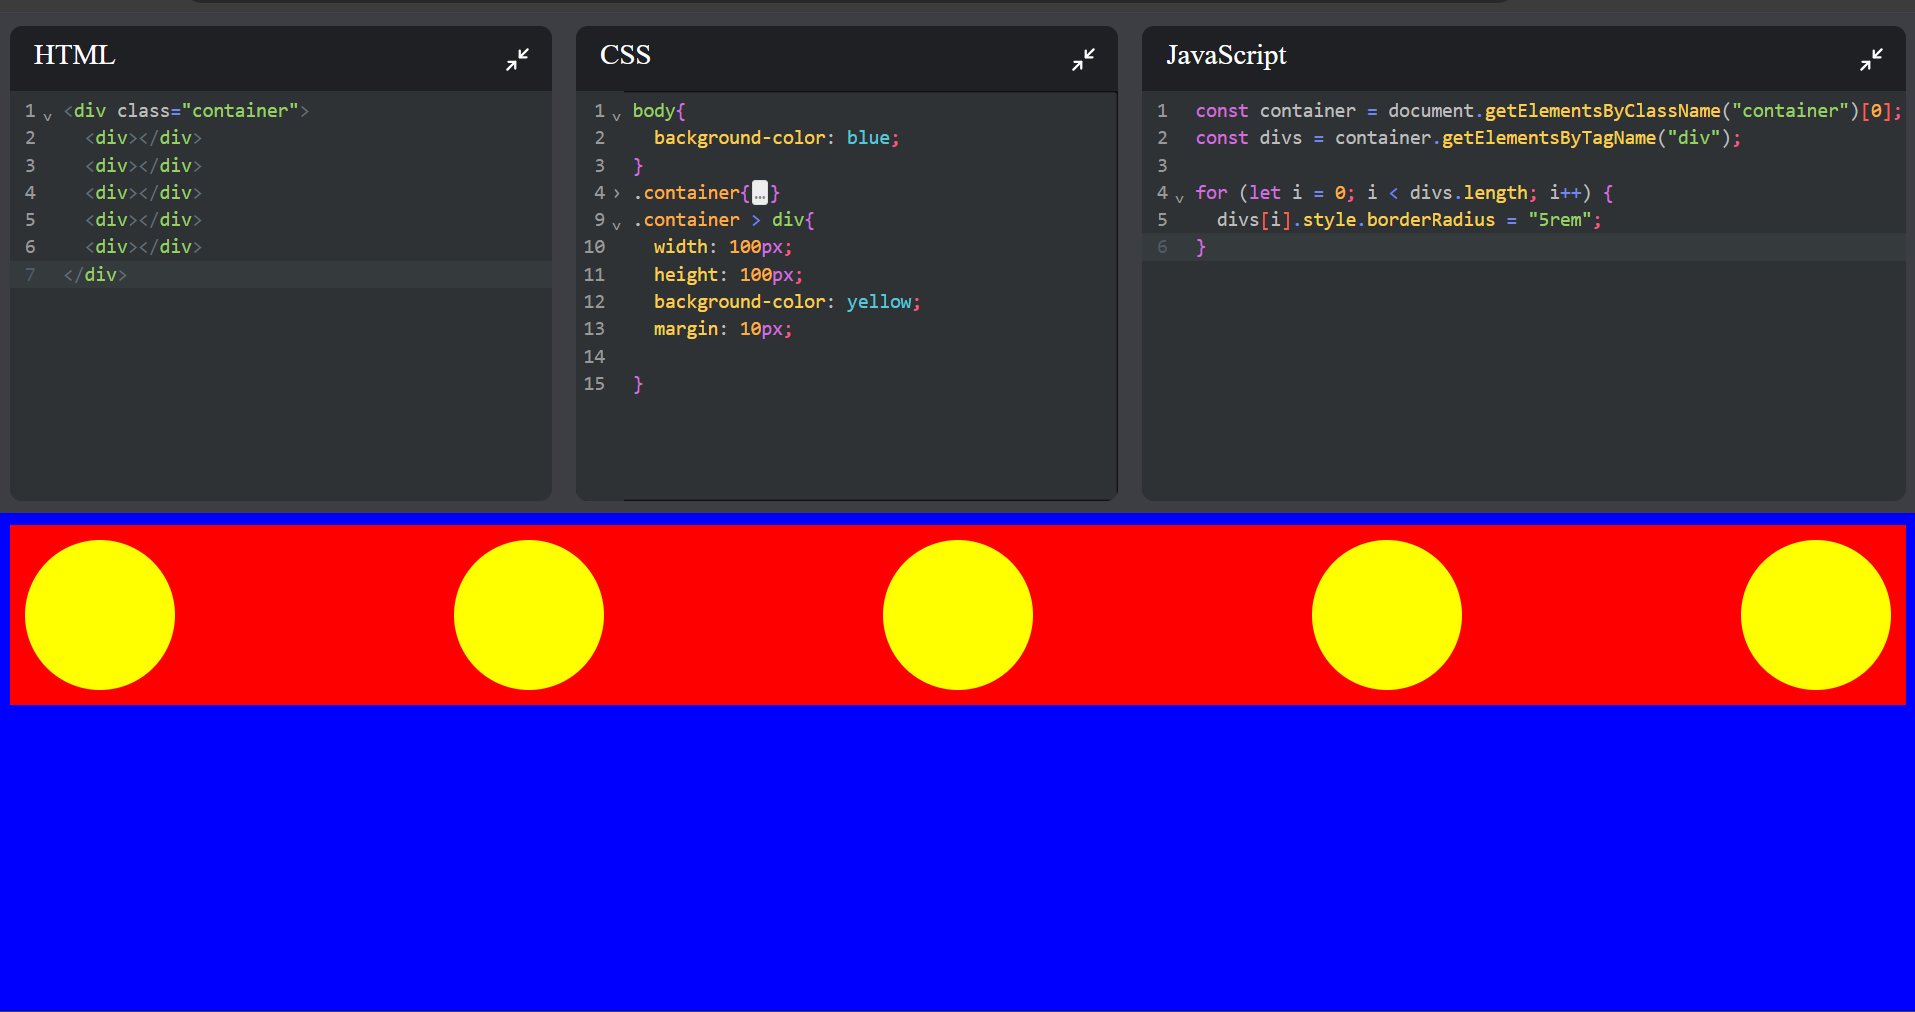 HTML
1 <div class="container">
2   <div></div>
3   <div></div>
4   <div></div>
5   <div></div>
6   <div></div>
7 </div>
CSS
1 body{
2   background-color: blue;
3 }
4 .container{…}
9 .container > div{
10   width: 100px;
11   height: 100px;
12   background-color: yellow;
13   margin: 10px;
14
15 }
JavaScript
1 const container = document.getElementsByClassName("container")[0];
2 const divs = container.getElementsByTagName("div");
3
4 for (let i = 0; i < divs.length; i++) {
5   divs[i].style.borderRadius = "5rem";
6 }